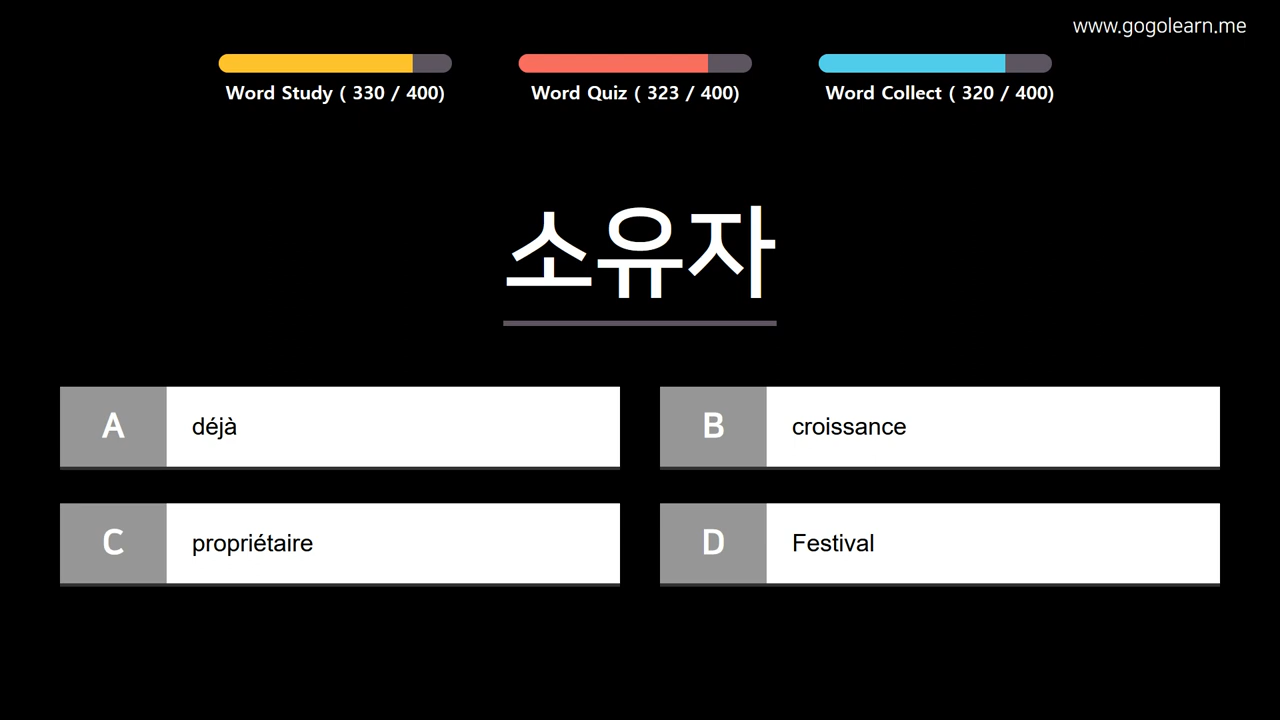 www.gogolearn.me
Word Study ( 330 / 400)
Word Quiz ( 323 / 400)
Word Collect ( 320 / 400)
소유자
A déjà
B croissance
C propriétaire
D Festival